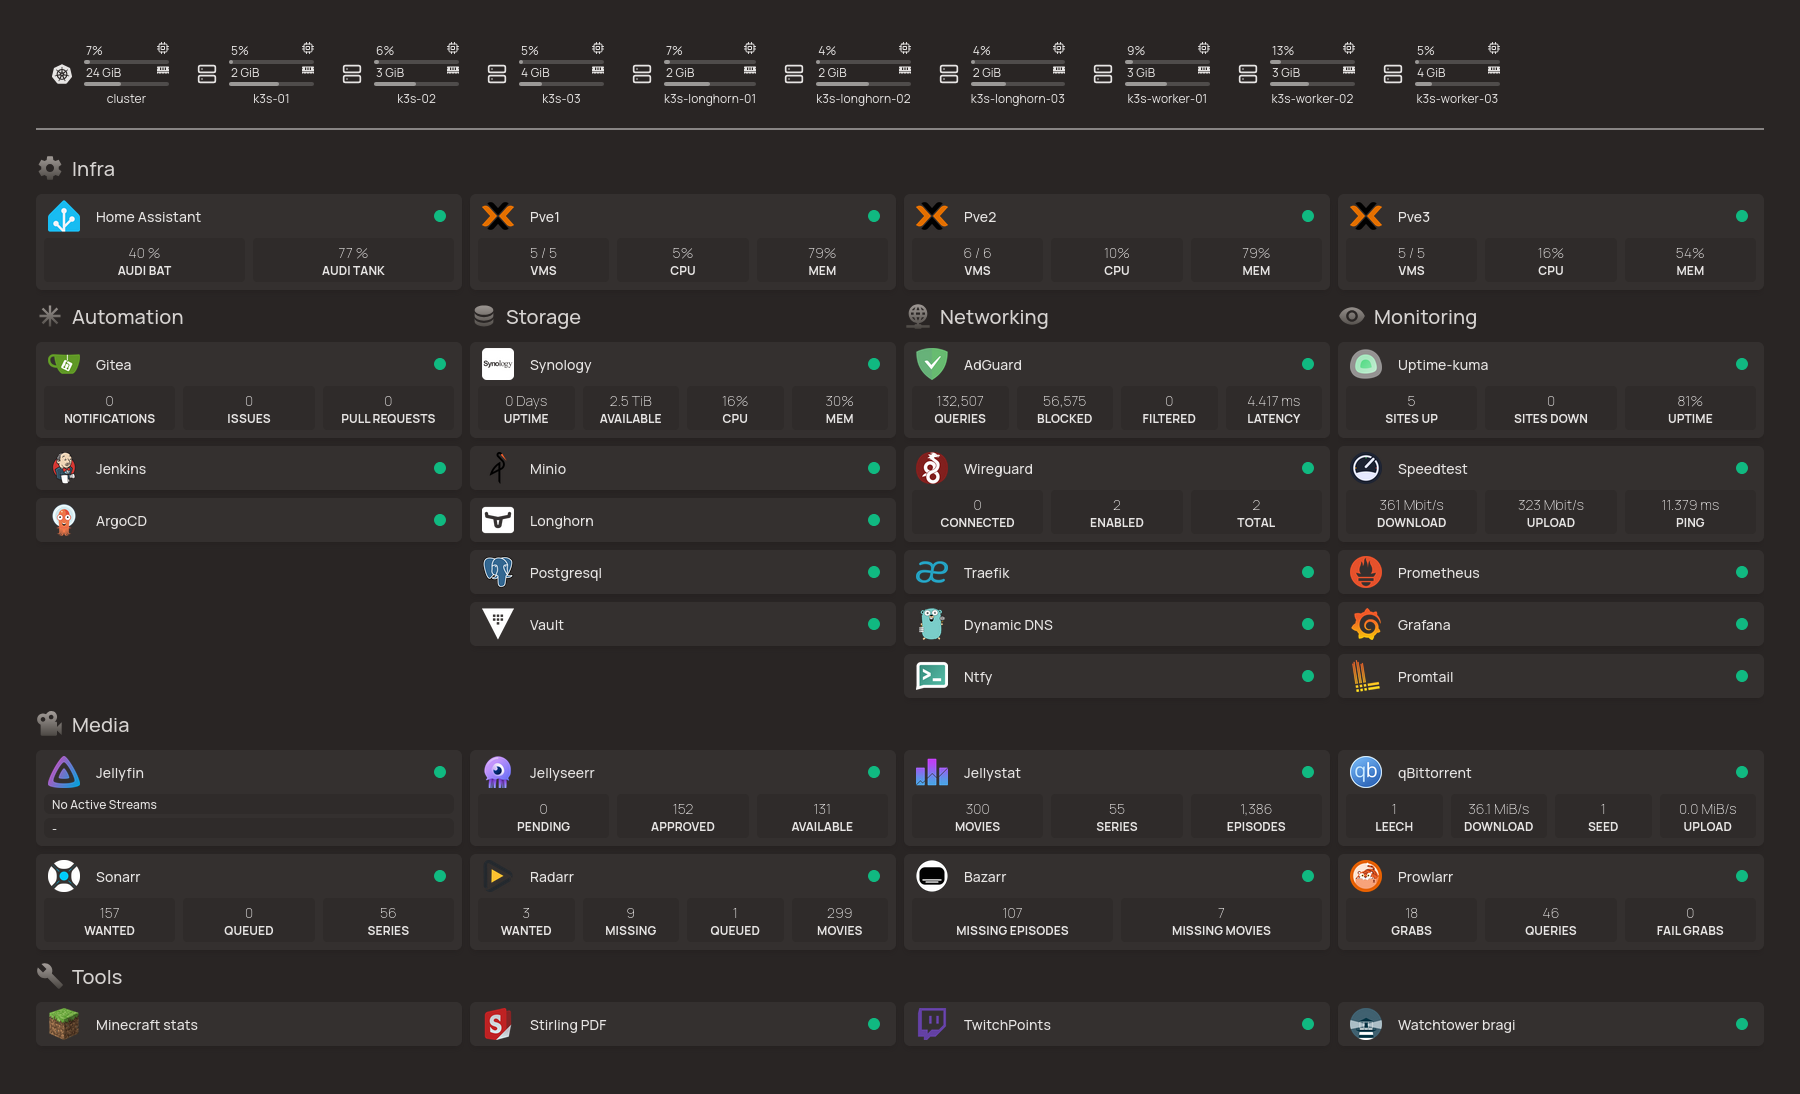 7% 5% 6% 5% 7% 4% 4% 9% 13% 5%
24 GiB 2 GiB 3 GiB 4 GiB 2 GiB 2 GiB 2 GiB 3 GiB 3 GiB 4 GiB
cluster k3s-01 k3s-02 k3s-03 k3s-longhorn-01 k3s-longhorn-02 k3s-longhorn-03 k3s-worker-01 k3s-worker-02 k3s-worker-03
Infra
Home Assistant
40 % 77 %
AUDI BAT AUDI TANK
Pve1
5 / 5 5% 79%
VMS CPU MEM
Pve2
6 / 6 10% 79%
VMS CPU MEM
Pve3
5 / 5 16% 54%
VMS CPU MEM
Automation
Gitea
0 0 0
NOTIFICATIONS ISSUES PULL REQUESTS
Jenkins
ArgoCD
Storage
Synology
Synology
0 Days 2.5 TiB 16% 30%
UPTIME AVAILABLE CPU MEM
Minio
Longhorn
Postgresql
Vault
Networking
AdGuard
132,507 56,575 0 4.417 ms
QUERIES BLOCKED FILTERED LATENCY
Wireguard
0 2 2
CONNECTED ENABLED TOTAL
Traefik
Dynamic DNS
Ntfy
Monitoring
Uptime-kuma
5 0 81%
SITES UP SITES DOWN UPTIME
Speedtest
361 Mbit/s 323 Mbit/s 11.379 ms
DOWNLOAD UPLOAD PING
Prometheus
Grafana
Promtail
Media
Jellyfin
No Active Streams
-
Jellyseerr
0 152 131
PENDING APPROVED AVAILABLE
Jellystat
300 55 1,386
MOVIES SERIES EPISODES
qb
qBittorrent
1 36.1 MiB/s 1 0.0 MiB/s
LEECH DOWNLOAD SEED UPLOAD
Sonarr
157 0 56
WANTED QUEUED SERIES
Radarr
3 9 1 299
WANTED MISSING QUEUED MOVIES
Bazarr
107 7
MISSING EPISODES MISSING MOVIES
Prowlarr
18 46 0
GRABS QUERIES FAIL GRABS
Tools
Minecraft stats
S
Stirling PDF
TwitchPoints
Watchtower bragi